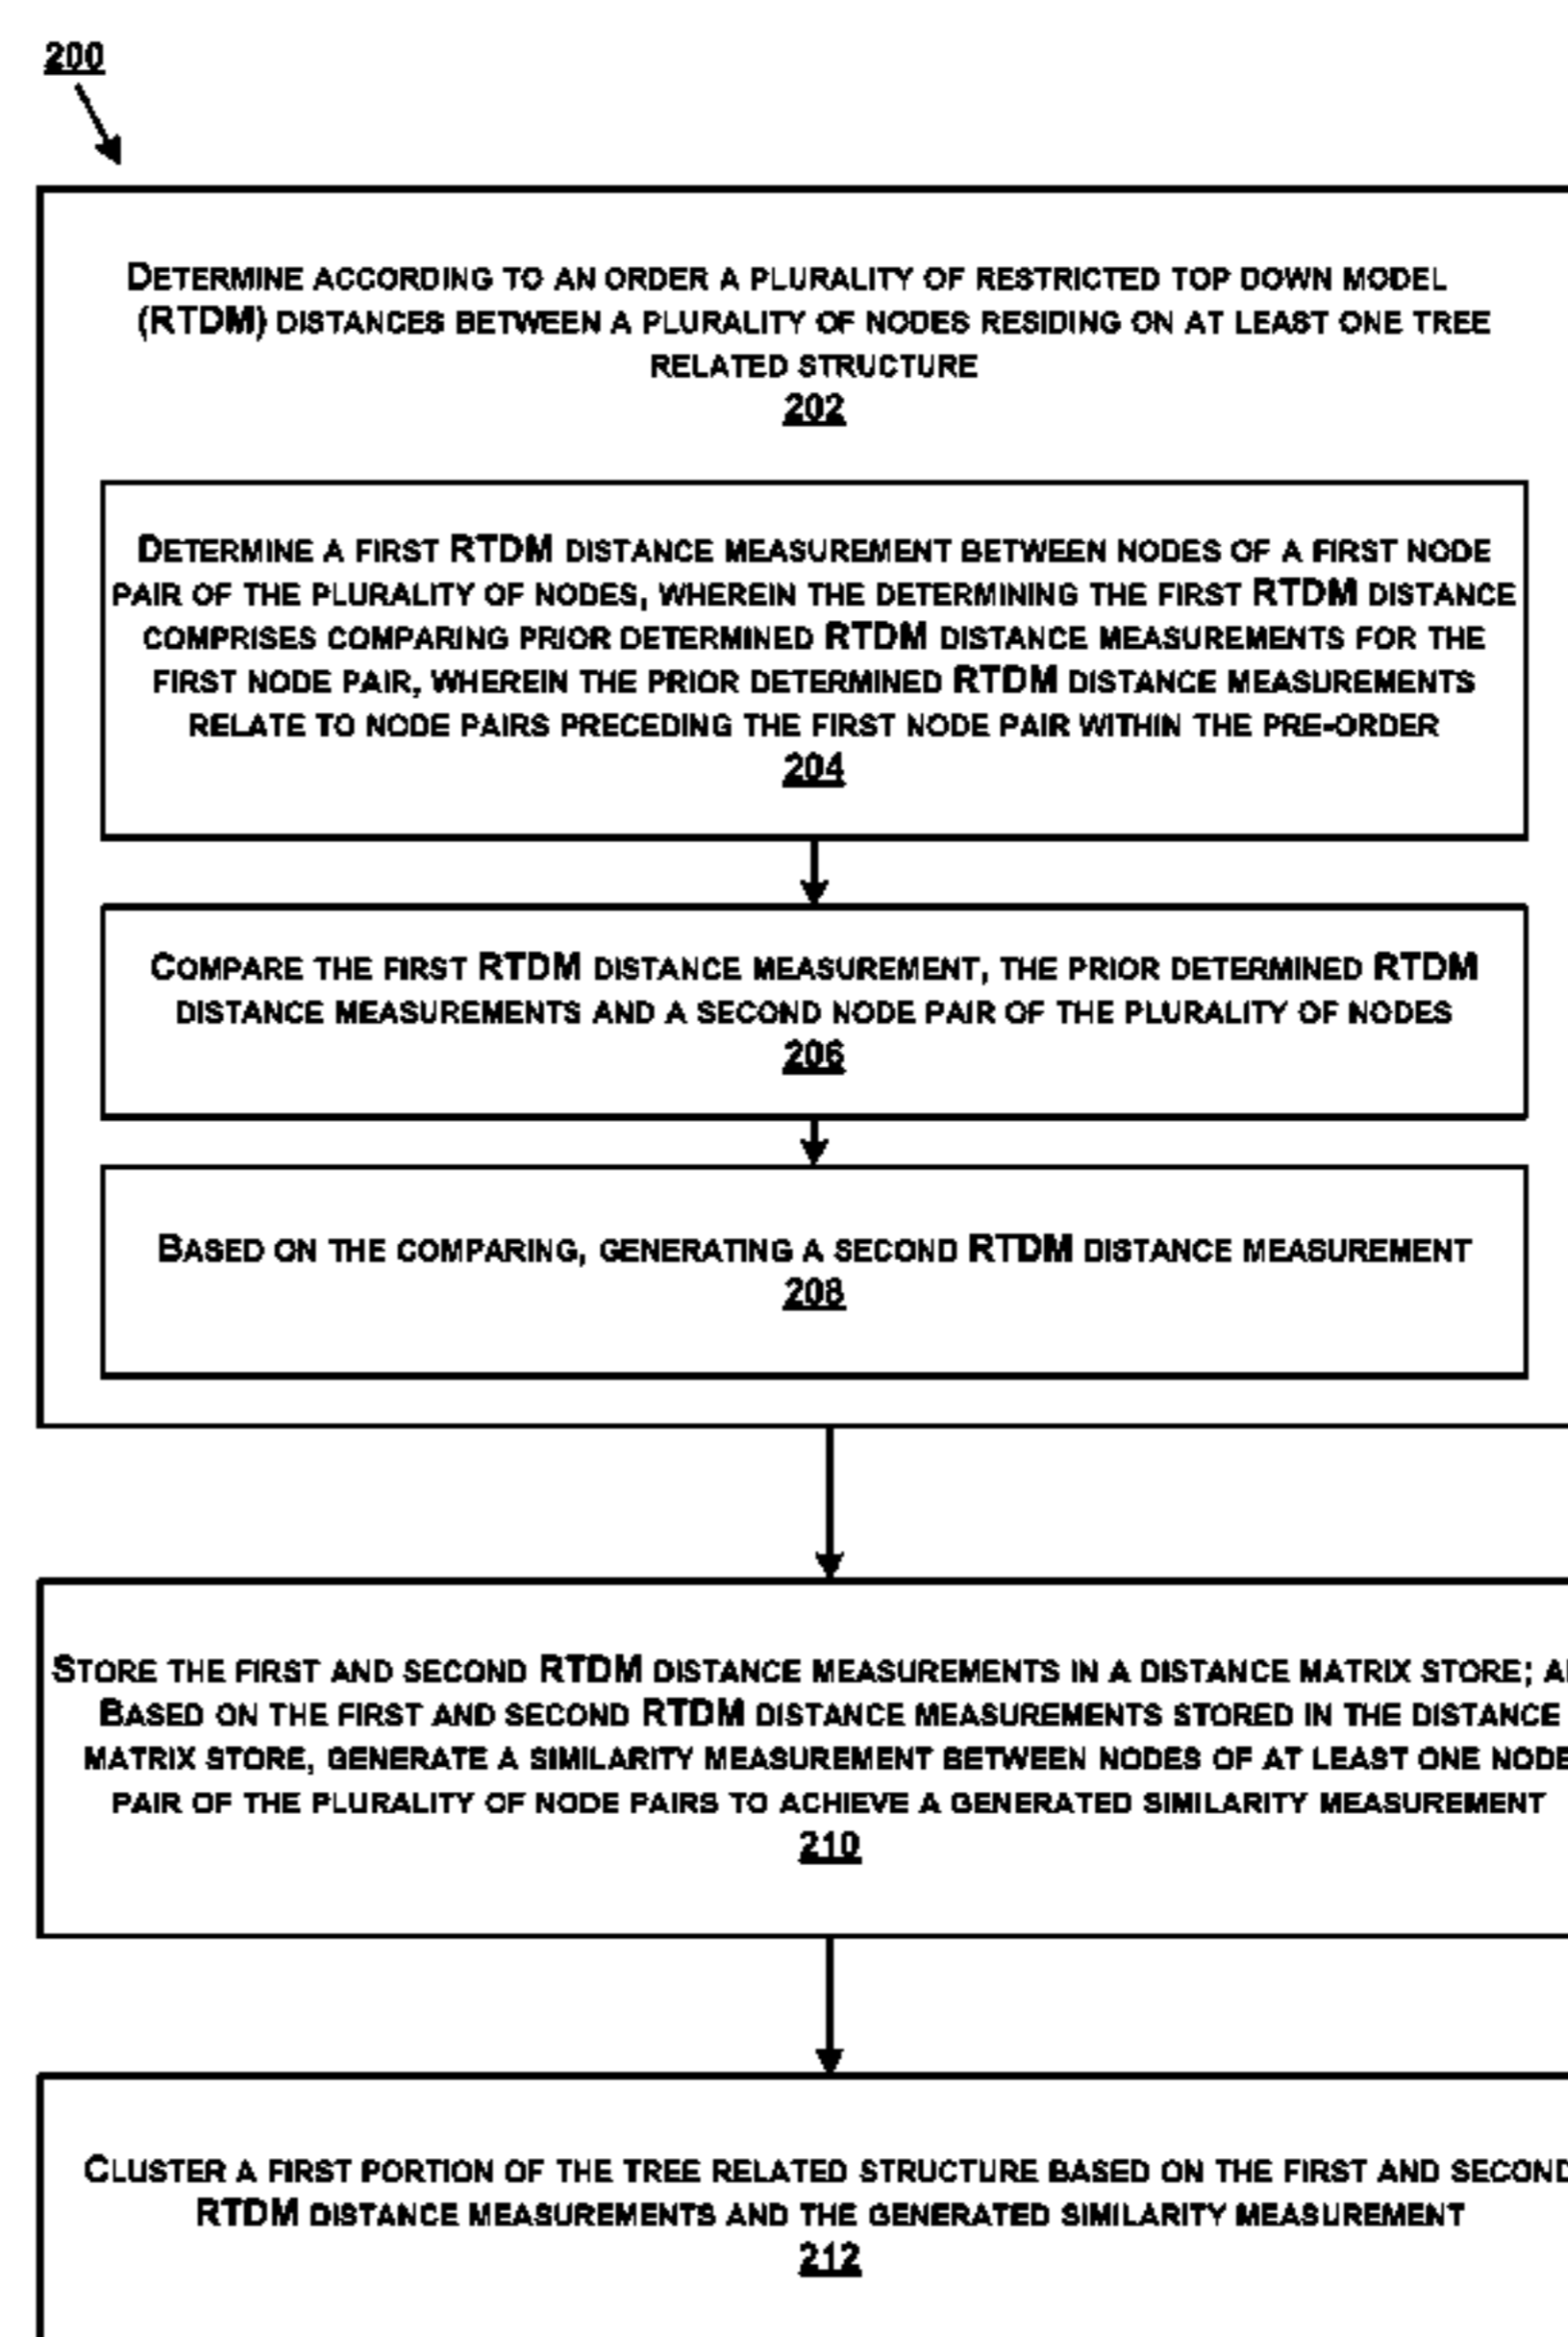 200
DETERMINE ACCORDING TO AN ORDER A PLURALITY OF RESTRICTED TOP DOWN MODEL
(RTDM) DISTANCES BETWEEN A PLURALITY OF NODES RESIDING ON AT LEAST ONE TREE
RELATED STRUCTURE
202
DETERMINE A FIRST RTDM DISTANCE MEASUREMENT BETWEEN NODES OF A FIRST NODE
PAIR OF THE PLURALITY OF NODES, WHEREIN THE DETERMINING THE FIRST RTDM DISTANCE
COMPRISES COMPARING PRIOR DETERMINED RTDM DISTANCE MEASUREMENTS FOR THE
FIRST NODE PAIR, WHEREIN THE PRIOR DETERMINED RTDM DISTANCE MEASUREMENTS
RELATE TO NODE PAIRS PRECEDING THE FIRST NODE PAIR WITHIN THE PRE-ORDER
204
COMPARE THE FIRST RTDM DISTANCE MEASUREMENT, THE PRIOR DETERMINED RTDM
DISTANCE MEASUREMENTS AND A SECOND NODE PAIR OF THE PLURALITY OF NODES
206
BASED ON THE COMPARING, GENERATING A SECOND RTDM DISTANCE MEASUREMENT
208
STORE THE FIRST AND SECOND RTDM DISTANCE MEASUREMENTS IN A DISTANCE MATRIX STORE;
BASED ON THE FIRST AND SECOND RTDM DISTANCE MEASUREMENTS STORED IN THE DISTANCE
MATRIX STORE, GENERATE A SIMILARITY MEASUREMENT BETWEEN NODES OF AT LEAST ONE NODE
PAIR OF THE PLURALITY OF NODE PAIRS TO ACHIEVE A GENERATED SIMILARITY MEASUREMENT
210
CLUSTER A FIRST PORTION OF THE TREE RELATED STRUCTURE BASED ON THE FIRST AND SECOND
RTDM DISTANCE MEASUREMENTS AND THE GENERATED SIMILARITY MEASUREMENT
212